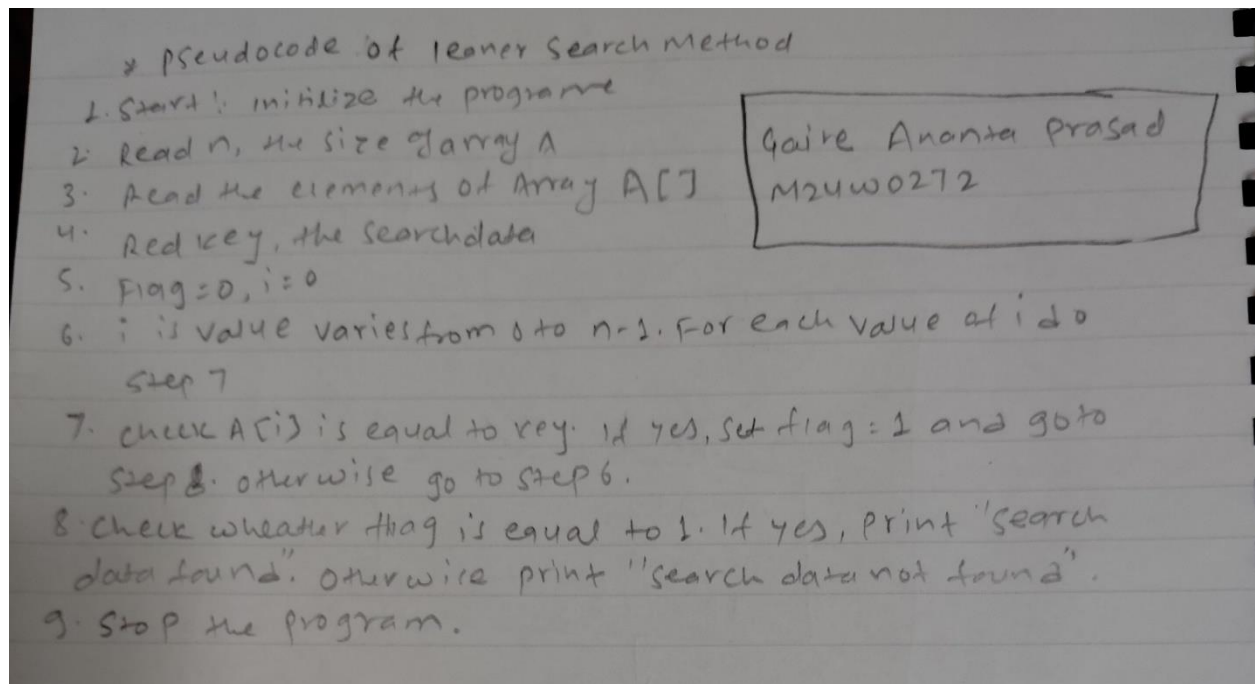 * Pseudocode of leaner Search Method
1. Start: initilize the programe
2. Read n, the size of array A
3. Read the elements of Array A[]
4. Red key, the searchdata
5. Flag=0, i=0
6. i is value varies from 0 to n-1. For each value of i do
step 7
7. check A[i] is equal to key. if yes, set flag=1 and goto
step 8. otherwise go to step 6.
8. Check wheather flag is equal to 1. If yes, print "search
data found". Otherwice print "search data not found".
9. Stop the program.
Gaire Ananta Prasad
M24W0272